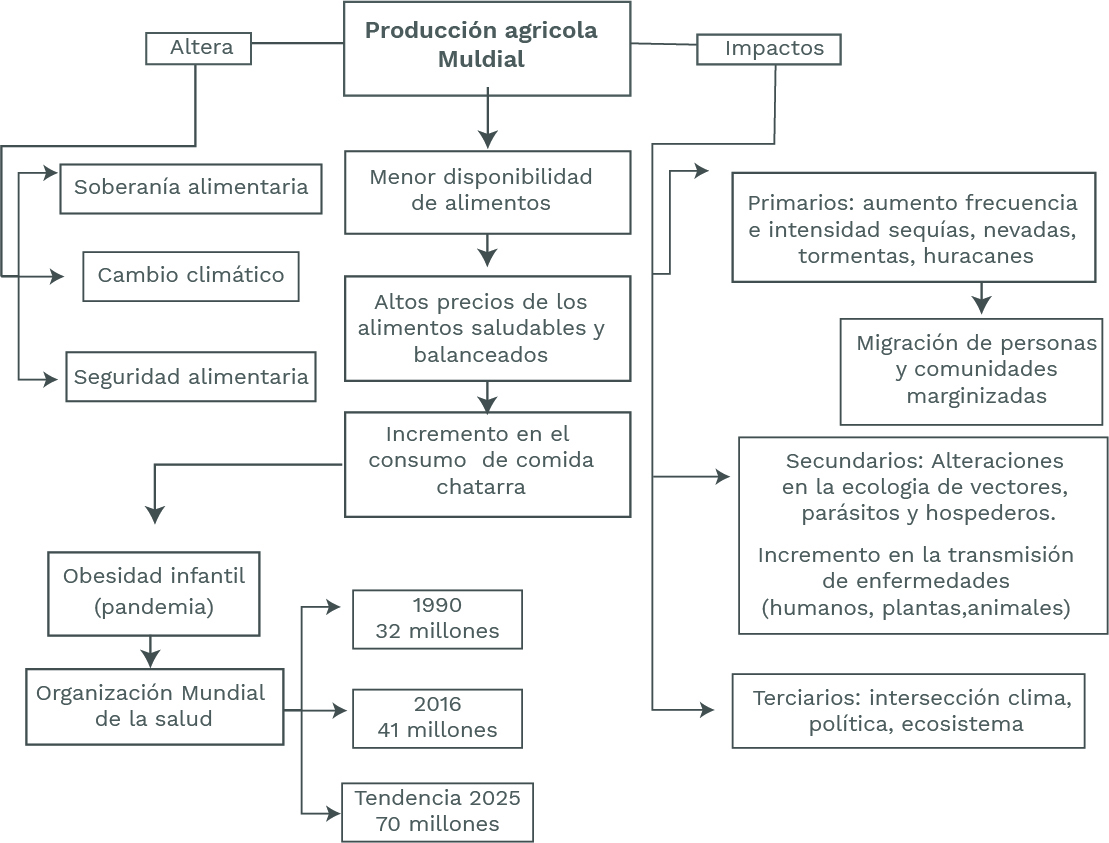 Producción agricola
Muldial
Altera
Impactos
Soberanía alimentaria
Cambio climático
Seguridad alimentaria
Menor disponibilidad
de alimentos
Altos precios de los
alimentos saludables y
balanceados
Incremento en el
consumo de comida
chatarra
Obesidad infantil
(pandemia)
Organización Mundial
de la salud
1990
32 millones
2016
41 millones
Tendencia 2025
70 millones
Primarios: aumento frecuencia
e intensidad sequías, nevadas,
tormentas, huracanes
Migración de personas
y comunidades
marginizadas
Secundarios: Alteraciones
en la ecologia de vectores,
parásitos y hospederos.
Incremento en la transmisión
de enfermedades
(humanos, plantas,animales)
Terciarios: intersección clima,
política, ecosistema